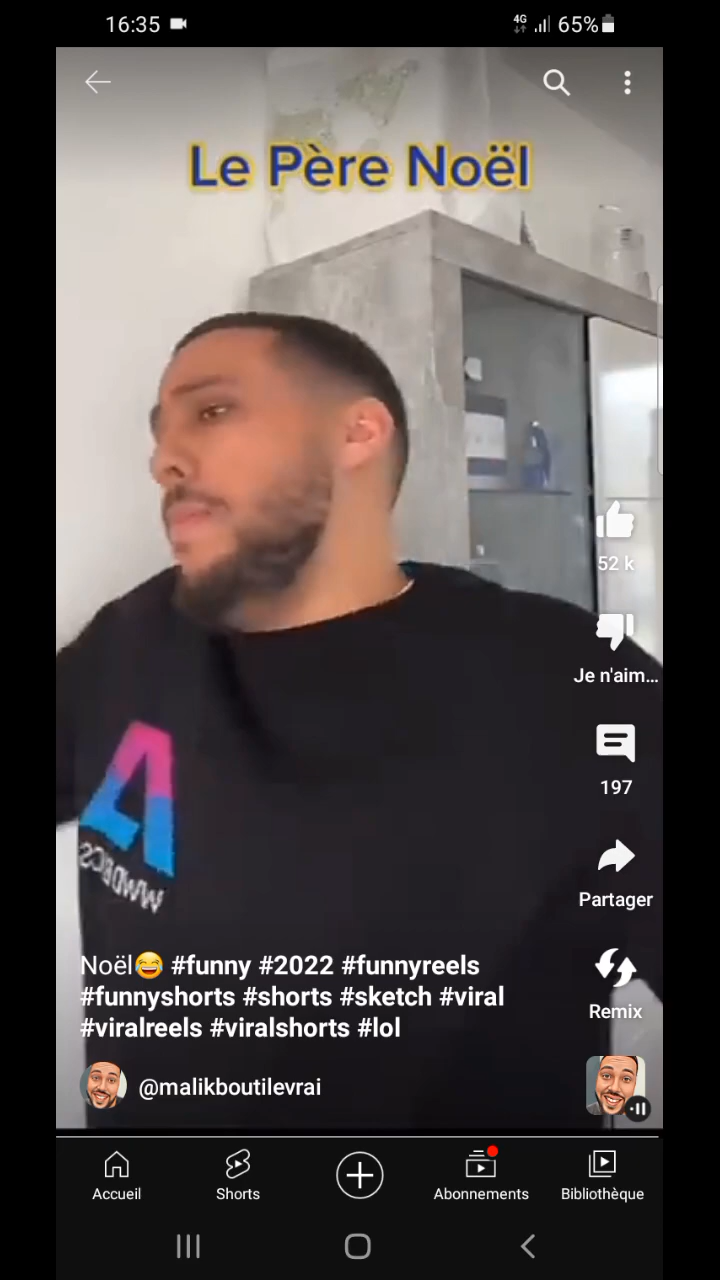 16:35
4G
65%
Le Père Noël
52 k
Je n'aim...
197
Partager
Remix
Noël😂 #funny #2022 #funnyreels
#funnyshorts #shorts #sketch #viral
#viralreels #viralshorts #lol
@malikboutilevrai
Accueil
Shorts
Abonnements
Bibliothèque